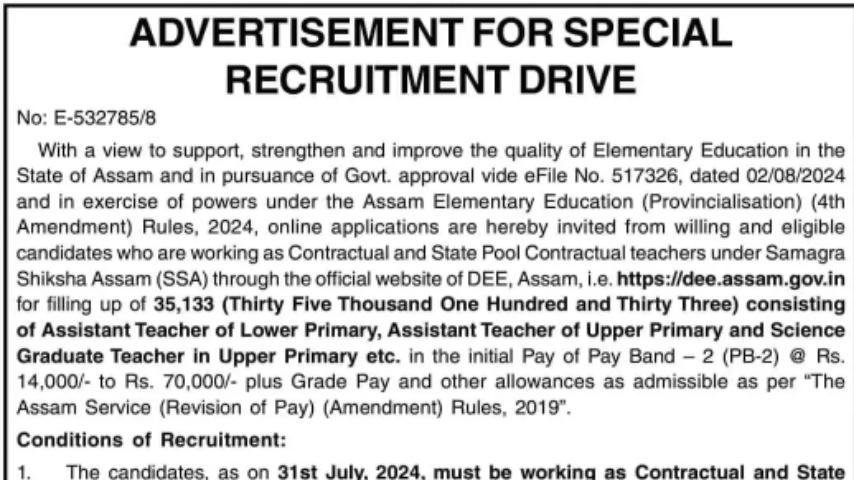 ADVERTISEMENT FOR SPECIAL
RECRUITMENT DRIVE
No: E-532785/8
With a view to support, strengthen and improve the quality of Elementary Education in the
State of Assam and in pursuance of Govt. approval vide eFile No. 517326, dated 02/08/2024
and in exercise of powers under the Assam Elementary Education (Provincialisation) (4th
Amendment) Rules, 2024, online applications are hereby invited from willing and eligible
candidates who are working as Contractual and State Pool Contractual teachers under Samagra
Shiksha Assam (SSA) through the official website of DEE, Assam, i.e. https://dee.assam.gov.in
for filling up of 35,133 (Thirty Five Thousand One Hundred and Thirty Three) consisting
of Assistant Teacher of Lower Primary, Assistant Teacher of Upper Primary and Science
Graduate Teacher in Upper Primary etc. in the initial Pay of Pay Band – 2 (PB-2) @ Rs.
14,000/- to Rs. 70,000/- plus Grade Pay and other allowances as admissible as per “The
Assam Service (Revision of Pay) (Amendment) Rules, 2019”.
Conditions of Recruitment:
1. The candidates, as on 31st July, 2024, must be working as Contractual and State